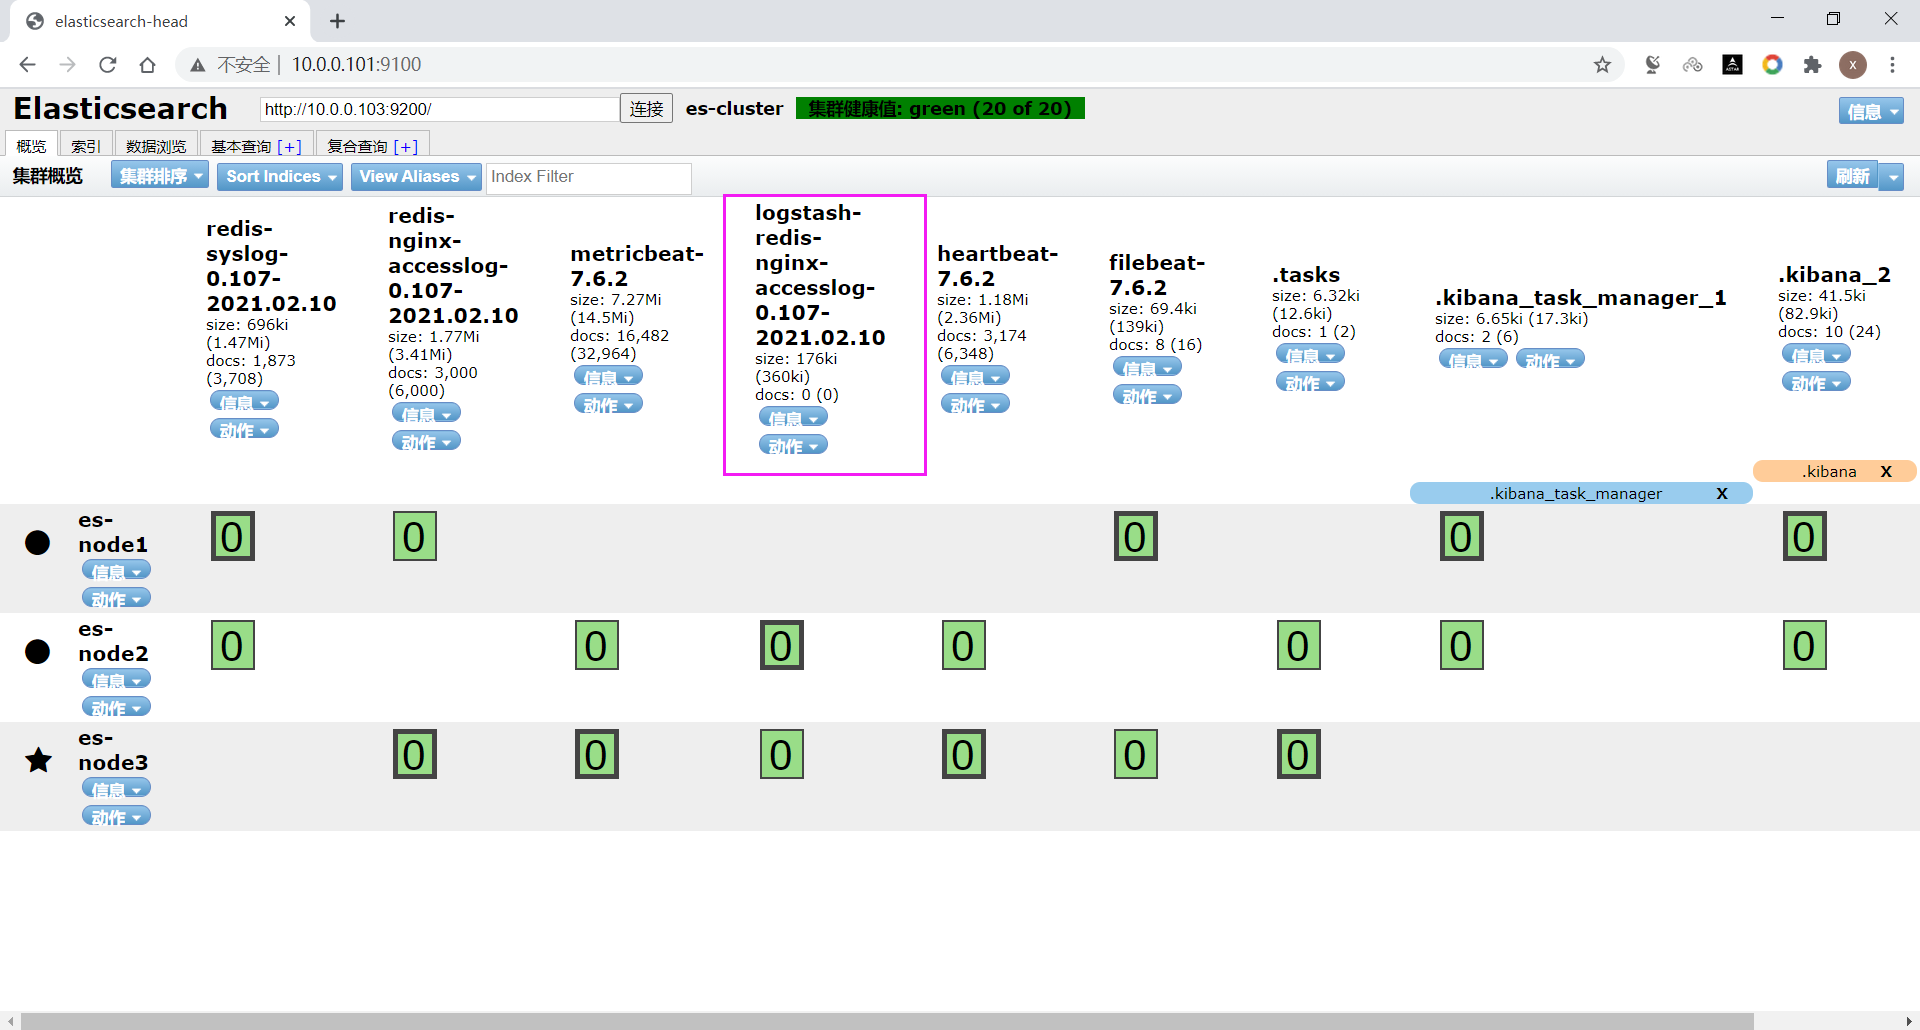 elasticsearch-head
不安全 | 10.0.0.101:9100
Elasticsearch
http://10.0.0.103:9200/
连接
es-cluster
集群健康值: green (20 of 20)
信息
概览
索引
数据浏览
基本查询 [+]
复合查询 [+]
集群概览
集群排序
Sort Indices
View Aliases
Index Filter
刷新
redis-
syslog-
0.107-
2021.02.10
size: 696ki
(1.47Mi)
docs: 1,873
(3,708)
信息
动作
redis-
nginx-
accesslog-
0.107-
2021.02.10
size: 1.77Mi
(3.41Mi)
docs: 3,000
(6,000)
信息
动作
metricbeat-
7.6.2
size: 7.27Mi
(14.5Mi)
docs: 16,482
(32,964)
信息
动作
logstash-
redis-
nginx-
accesslog-
0.107-
2021.02.10
size: 176ki
(360ki)
docs: 0 (0)
信息
动作
heartbeat-
7.6.2
size: 1.18Mi
(2.36Mi)
docs: 3,174
(6,348)
信息
动作
filebeat-
7.6.2
size: 69.4ki
(139ki)
docs: 8 (16)
信息
动作
.tasks
size: 6.32ki
(12.6ki)
docs: 1 (2)
信息
动作
.kibana_task_manager_1
size: 6.65ki (17.3ki)
docs: 2 (6)
信息 动作
.kibana_2
size: 41.5ki
(82.9ki)
docs: 10 (24)
信息
动作
.kibana X
.kibana_task_manager X
es-
node1
信息
动作
0 0 0 0 0
es-
node2
信息
动作
0 0 0 0 0 0 0
es-
node3
信息
动作
0 0 0 0 0 0